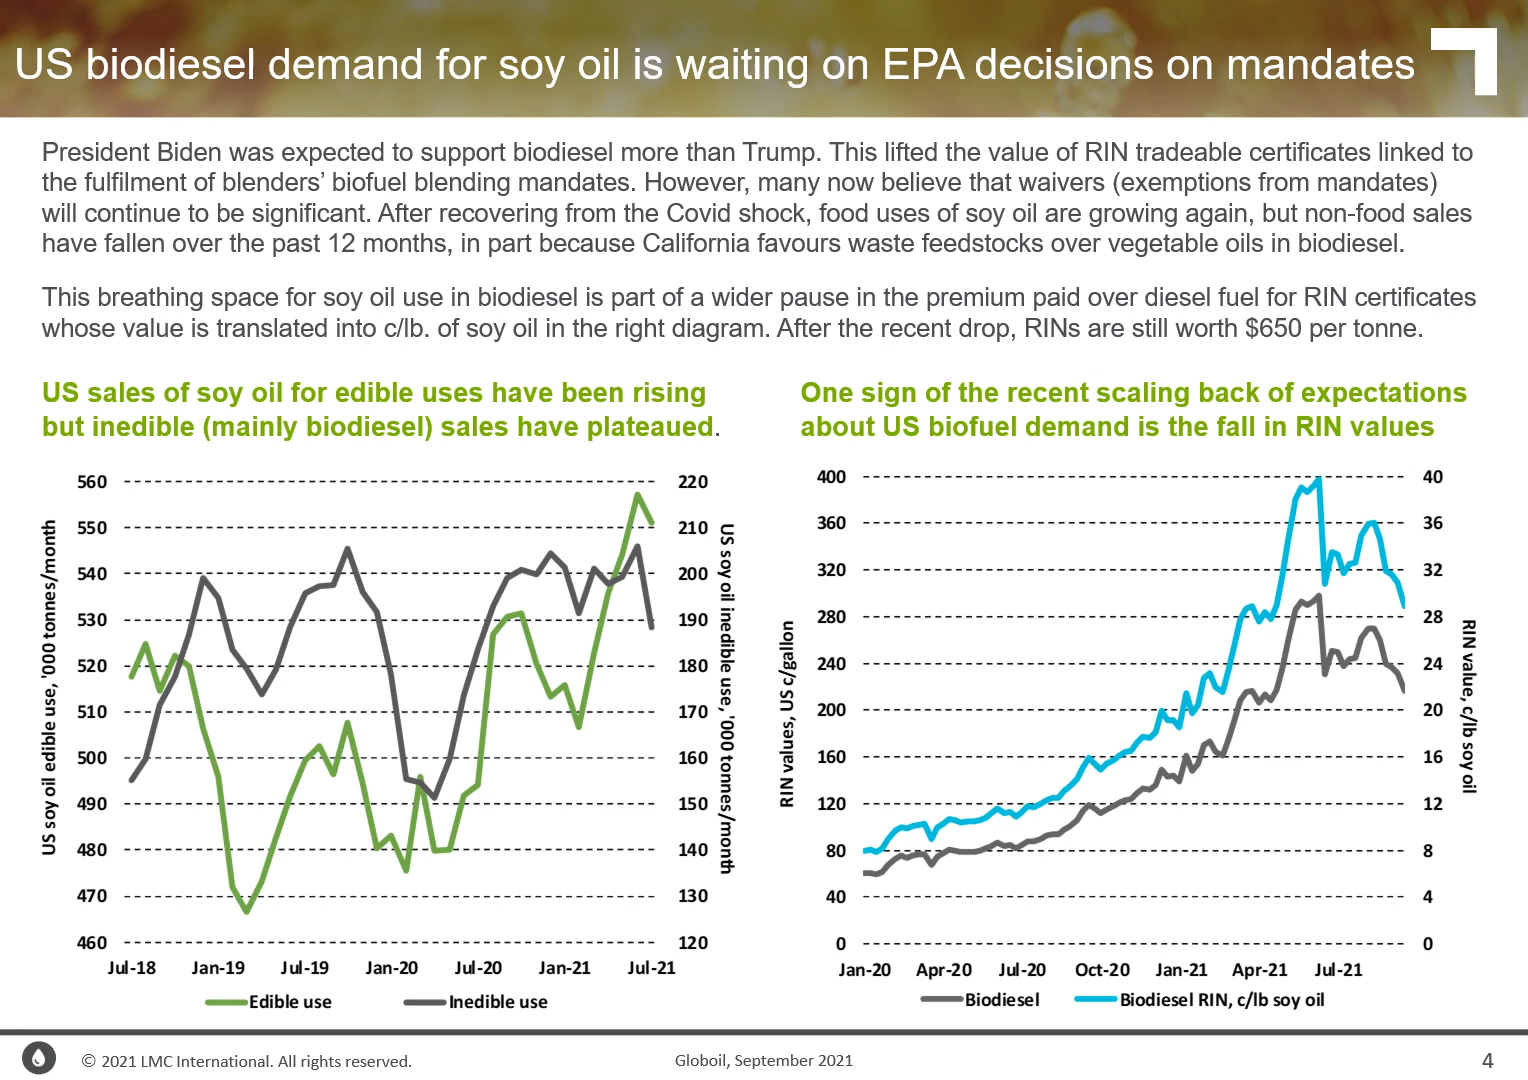 US biodiesel demand for soy oil is waiting on EPA decisions on mandates
President Biden was expected to support biodiesel more than Trump. This lifted the value of RIN tradeable certificates linked to
the fulfilment of blenders’ biofuel blending mandates. However, many now believe that waivers (exemptions from mandates)
will continue to be significant. After recovering from the Covid shock, food uses of soy oil are growing again, but non-food sales
have fallen over the past 12 months, in part because California favours waste feedstocks over vegetable oils in biodiesel.
This breathing space for soy oil use in biodiesel is part of a wider pause in the premium paid over diesel fuel for RIN certificates
whose value is translated into c/lb. of soy oil in the right diagram. After the recent drop, RINs are still worth $650 per tonne.
US sales of soy oil for edible uses have been rising
but inedible (mainly biodiesel) sales have plateaued.
US soy oil edible use, '000 tonnes/month
560
550
540
530
520
510
500
490
480
470
460
220
210
200
190
180
170
160
150
140
130
120
US soy oil inedible use, '000 tonnes/month
Jul-18 Jan-19 Jul-19 Jan-20 Jul-20 Jan-21 Jul-21
Edible use Inedible use
One sign of the recent scaling back of expectations
about US biofuel demand is the fall in RIN values
RIN values, US c/gallon
400
360
320
280
240
200
160
120
80
40
0
40
36
32
28
24
20
16
12
8
4
0
RIN value, c/lb soy oil
Jan-20 Apr-20 Jul-20 Oct-20 Jan-21 Apr-21 Jul-21
Biodiesel Biodiesel RIN, c/lb soy oil
© 2021 LMC International. All rights reserved.
Globoil, September 2021
4